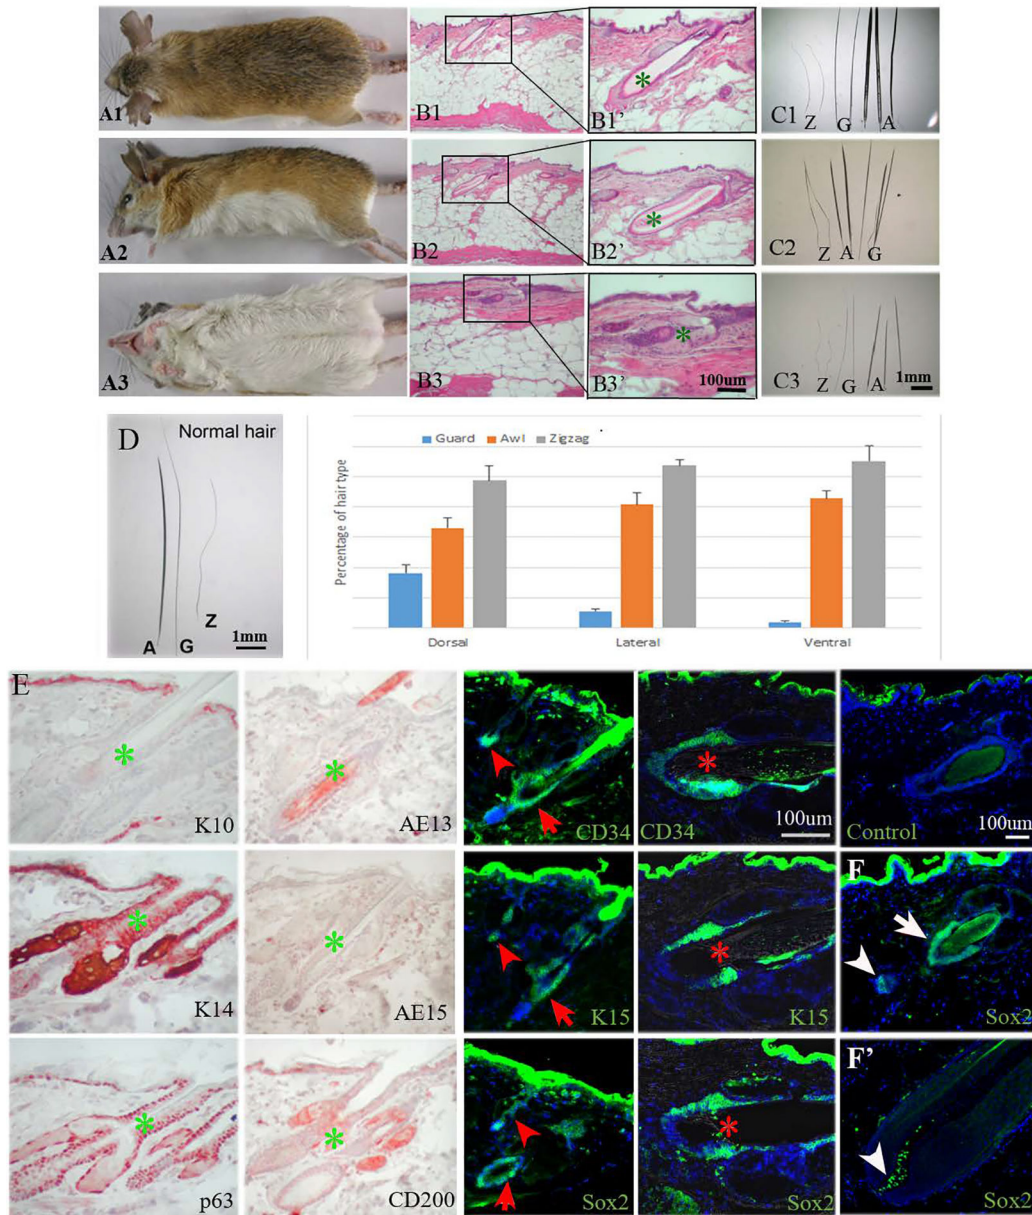 A1
B1
B1'
C1
Z
G
A
A2
B2
B2'
C2
Z
A
G
A3
B3
B3'
100um
C3
Z
G
A
1mm
D
Normal hair
A
G
Z
1mm
Guard
Awl
Zigzag
Percentage of hair type
Dorsal
Lateral
Ventral
E
K10
AE13
CD34
CD34
100um
Control
100um
K14
AE15
K15
K15
F
Sox2
p63
CD200
Sox2
Sox2
F'
Sox2